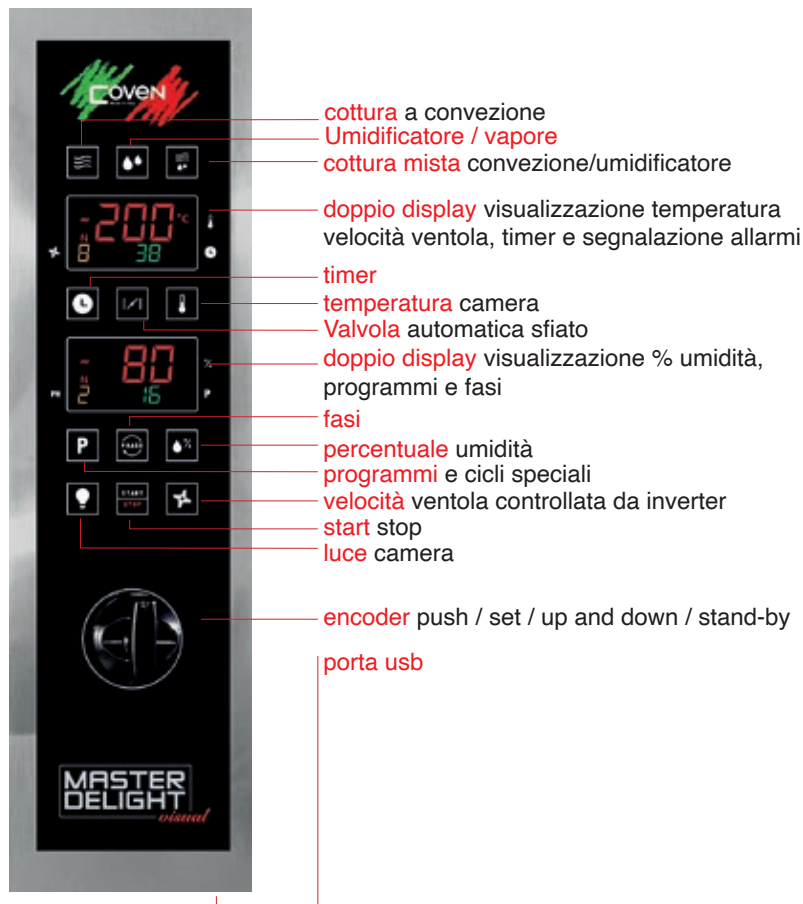 COVEN
cottura a convezione
Umidificatore / vapore
cottura mista convezione/umidificatore
200 °C
8 38
doppio display visualizzazione temperatura
velocità ventola, timer e segnalazione allarmi
timer
temperatura camera
Valvola automatica sfiato
80 %
PH 2 16 P
doppio display visualizzazione % umidità,
programmi e fasi
fasi
P PHASE %
percentuale umidità
programmi e cicli speciali
START
STOP
velocità ventola controllata da inverter
start stop
luce camera
encoder push / set / up and down / stand-by
porta usb
MASTER
DELIGHT
visual